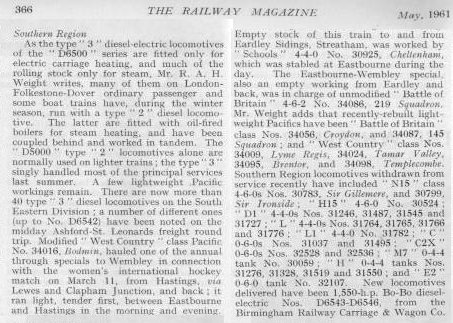 366
THE RAILWAY MAGAZINE
May, 1961
Southern Region
As the type " 3 " diesel-electric locomotives
of the " D6500 " series are fitted only for
electric carriage heating, and much of the
rolling stock only for steam, Mr. R. A. H.
Weight writes, many of them on London-
Folkestone-Dover ordinary passenger and
some boat trains have, during the winter
season, run with a type " 2 " diesel locomo-
tive. The latter are fitted with oil-fired
boilers for steam heating, and have been
coupled behind and worked in tandem. The
" D5000 " type " 2 " locomotives alone are
normally used on lighter trains ; the type " 3 "
singly handled most of the principal services
last summer. A few lightweight Pacific
workings remain. There are now more than
40 type " 3 " diesel locomotives on the South
Eastern Division ; a number of different ones
(up to No. D6542) have been noted on the
midday Ashford-St. Leonards freight round
trip. Modified " West Country " class Pacific
No. 34016, Bodmin, hauled one of the annual
through specials to Wembley in connection
with the women's international hockey
match on March 11, from Hastings, via
Lewes and Clapham Junction, and back ; it
ran light, tender first, between Eastbourne
and Hastings in the morning and evening.
Empty stock of this train to and from
Eardley Sidings, Streatham, was worked by
" Schools " 4-4-0 No. 30925, Cheltenham,
which was stabled at Eastbourne during the
day. The Eastbourne-Wembley special,
also an empty working from Eardley and
back, was in charge of unmodified " Battle of
Britain " 4-6-2 No. 34086, 219 Squadron.
Mr. Weight adds that recently-rebuilt light-
weight Pacifics have been " Battle of Britain "
class Nos. 34056, Croydon, and 34087, 145
Squadron ; and " West Country " class Nos.
34009, Lyme Regis, 34024, Tamar Valley,
34095, Brentor, and 34098, Templecombe.
Southern Region locomotives withdrawn from
service recently have included " N15 " class
4-6-0s Nos. 30783, Sir Gillemere, and 30799,
Sir Ironside ; " H15 " 4-6-0 No. 30524 ;
" D1 " 4-4-0s Nos. 31246, 31487, 31545 and
31727 ; " L " 4-4-0s Nos. 31764, 31765, 31766
and 31776 ; " L1 " 4-4-0 No. 31782 ; " C "
0-6-0s Nos. 31037 and 31495 ; " C2X "
0-6-0s Nos. 32528 and 32536 ; " M7 " 0-4-4
tank No. 30059 ; " H " 0-4-4 tanks Nos.
31276, 31328, 31519 and 31550 ; and " E2 "
0-6-0 tank No. 32107. New locomotives
delivered have been 1,550-h.p. Bo-Bo diesel-
electric Nos. D6543-D6546, from the
Birmingham Railway Carriage & Wagon Co.